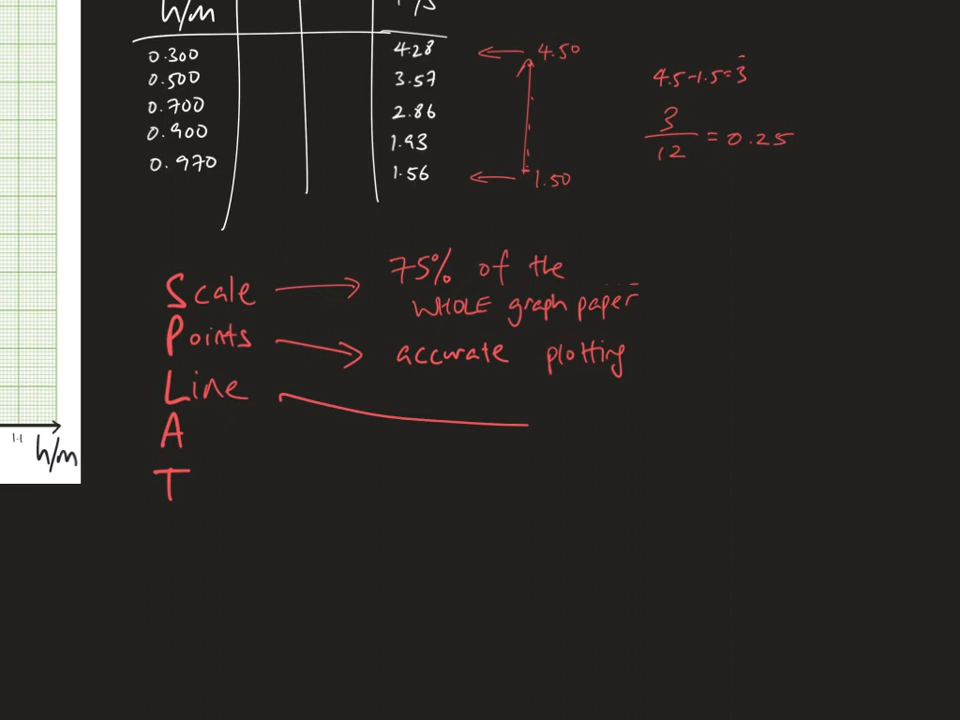 h/m
0.300 4.28 4.50
0.500 3.57
0.700 2.86
0.900 1.93
0.970 1.56 1.50
4.5-1.5=3
3/12 = 0.25
Scale 75% of the
WHOLE graph paper
Points accurate plotting
Line
A
T
1.1
h/m